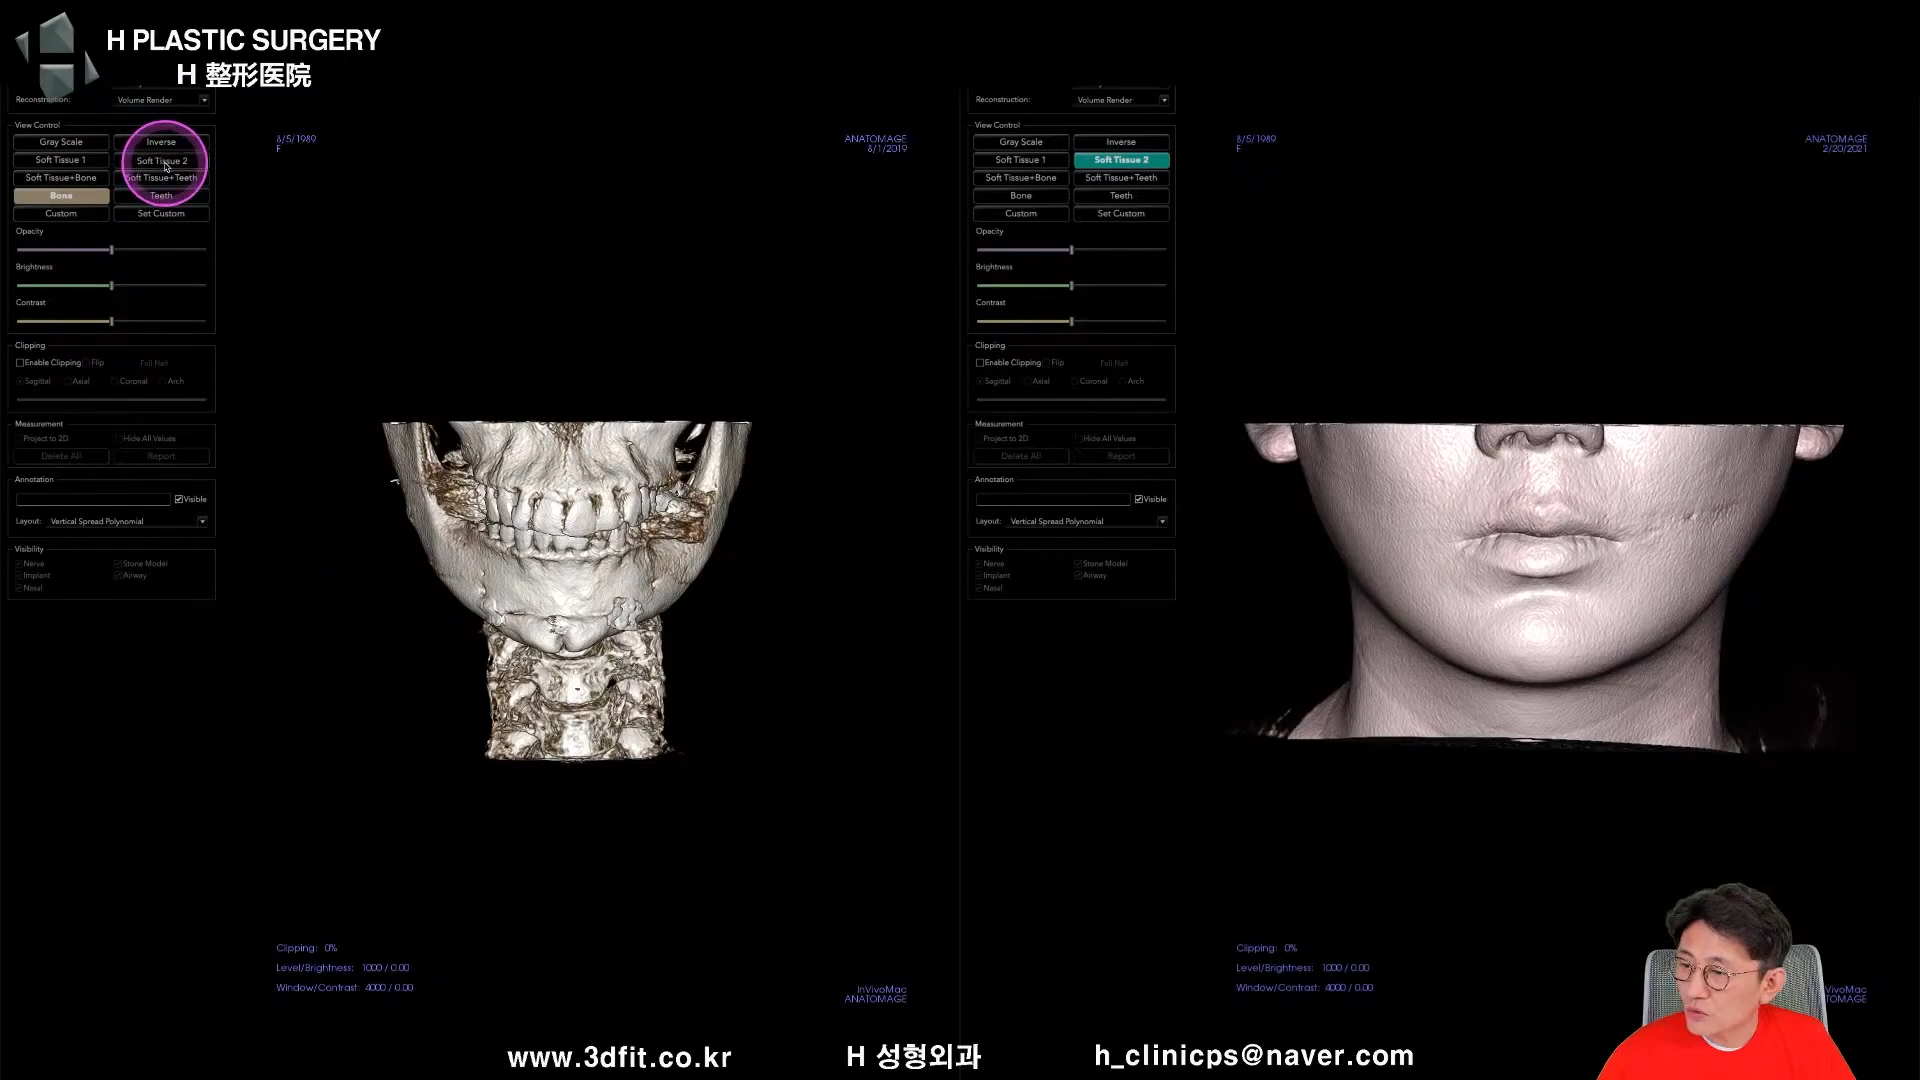 H PLASTIC SURGERY
H 整形医院
Reconstruction:
Volume Render
View Control
Gray Scale
Inverse
Soft Tissue 1
Soft Tissue 2
Soft Tissue+Bone
Soft Tissue+Teeth
Bone
Teeth
Custom
Set Custom
Opacity
Brightness
Contrast
Clipping
Enable Clipping
Flip
Full Half
Sagittal
Axial
Coronal
Arch
Measurement
Project to 2D
Hide All Values
Delete All
Report
Annotation
Visible
Layout:
Vertical Spread Polynomial
Visibility
Nerve
Stone Model
Implant
Airway
Nasal
8/5/1989
F
ANATOMAGE
8/1/2019
Clipping: 0%
Level/Brightness: 1000 / 0.00
Window/Contrast: 4000 / 0.00
InVivoMac
ANATOMAGE
Reconstruction:
Volume Render
View Control
Gray Scale
Inverse
Soft Tissue 1
Soft Tissue 2
Soft Tissue+Bone
Soft Tissue+Teeth
Bone
Teeth
Custom
Set Custom
Opacity
Brightness
Contrast
Clipping
Enable Clipping
Flip
Full Half
Sagittal
Axial
Coronal
Arch
Measurement
Project to 2D
Hide All Values
Delete All
Report
Annotation
Visible
Layout:
Vertical Spread Polynomial
Visibility
Nerve
Stone Model
Implant
Airway
Nasal
8/5/1989
F
ANATOMAGE
2/20/2021
Clipping: 0%
Level/Brightness: 1000 / 0.00
Window/Contrast: 4000 / 0.00
VivoMac
TOMAGE
www.3dfit.co.kr
H 성형외과
h_clinicps@naver.com